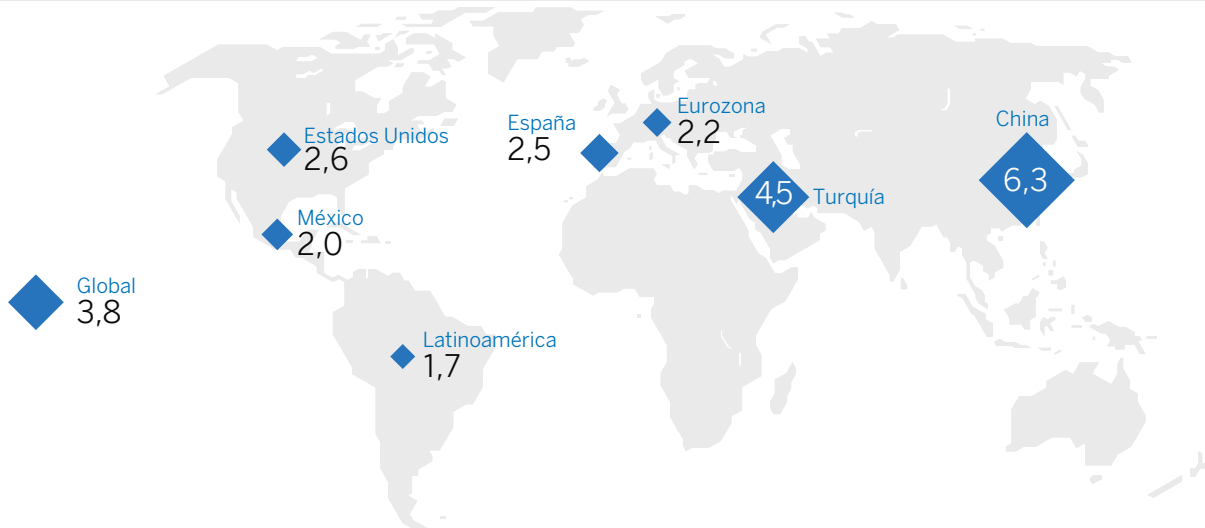 Estados Unidos
2,6
México
2,0
Global
3,8
Latinoamérica
1,7
España
2,5
Eurozona
2,2
4,5
Turquía
China
6,3